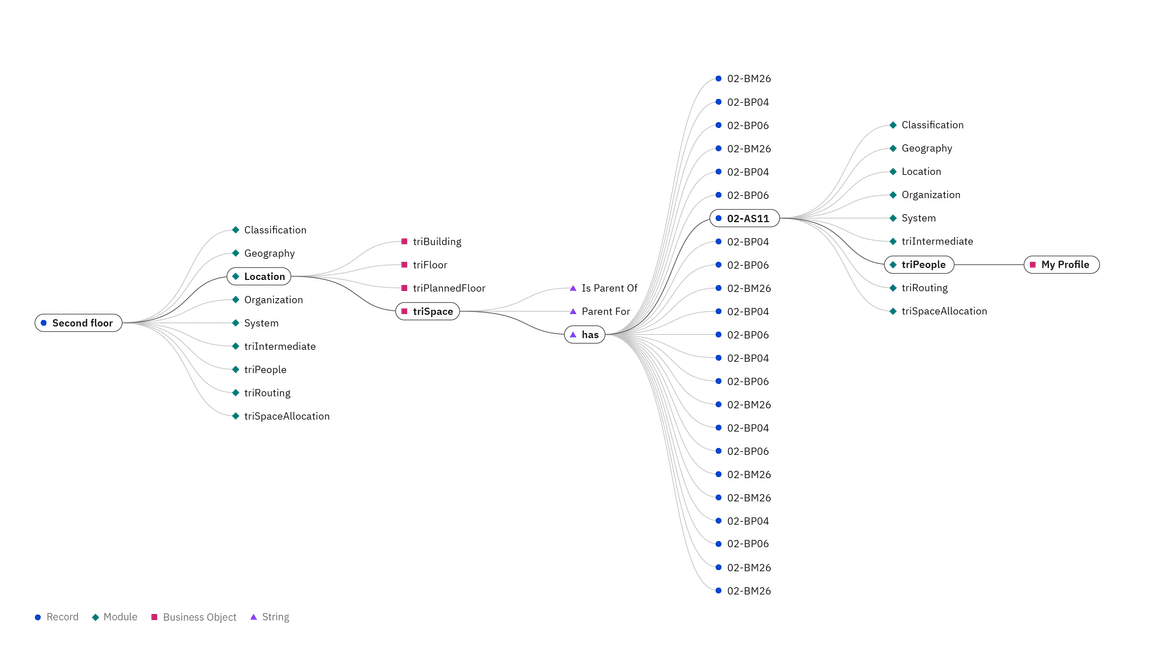 Second floor
Classification
Geography
Location
Organization
System
triIntermediate
triPeople
triRouting
triSpaceAllocation
triBuilding
triFloor
triPlannedFloor
triSpace
Is Parent Of
Parent For
has
02-BM26
02-BP04
02-BP06
02-BM26
02-BP04
02-BP06
02-AS11
02-BP04
02-BP06
02-BM26
02-BP04
02-BP06
02-BP04
02-BP06
02-BM26
02-BP04
02-BP06
02-BM26
02-BM26
02-BP04
02-BP06
02-BM26
02-BM26
Classification
Geography
Location
Organization
System
triIntermediate
triPeople
triRouting
triSpaceAllocation
My Profile
Record Module Business Object String